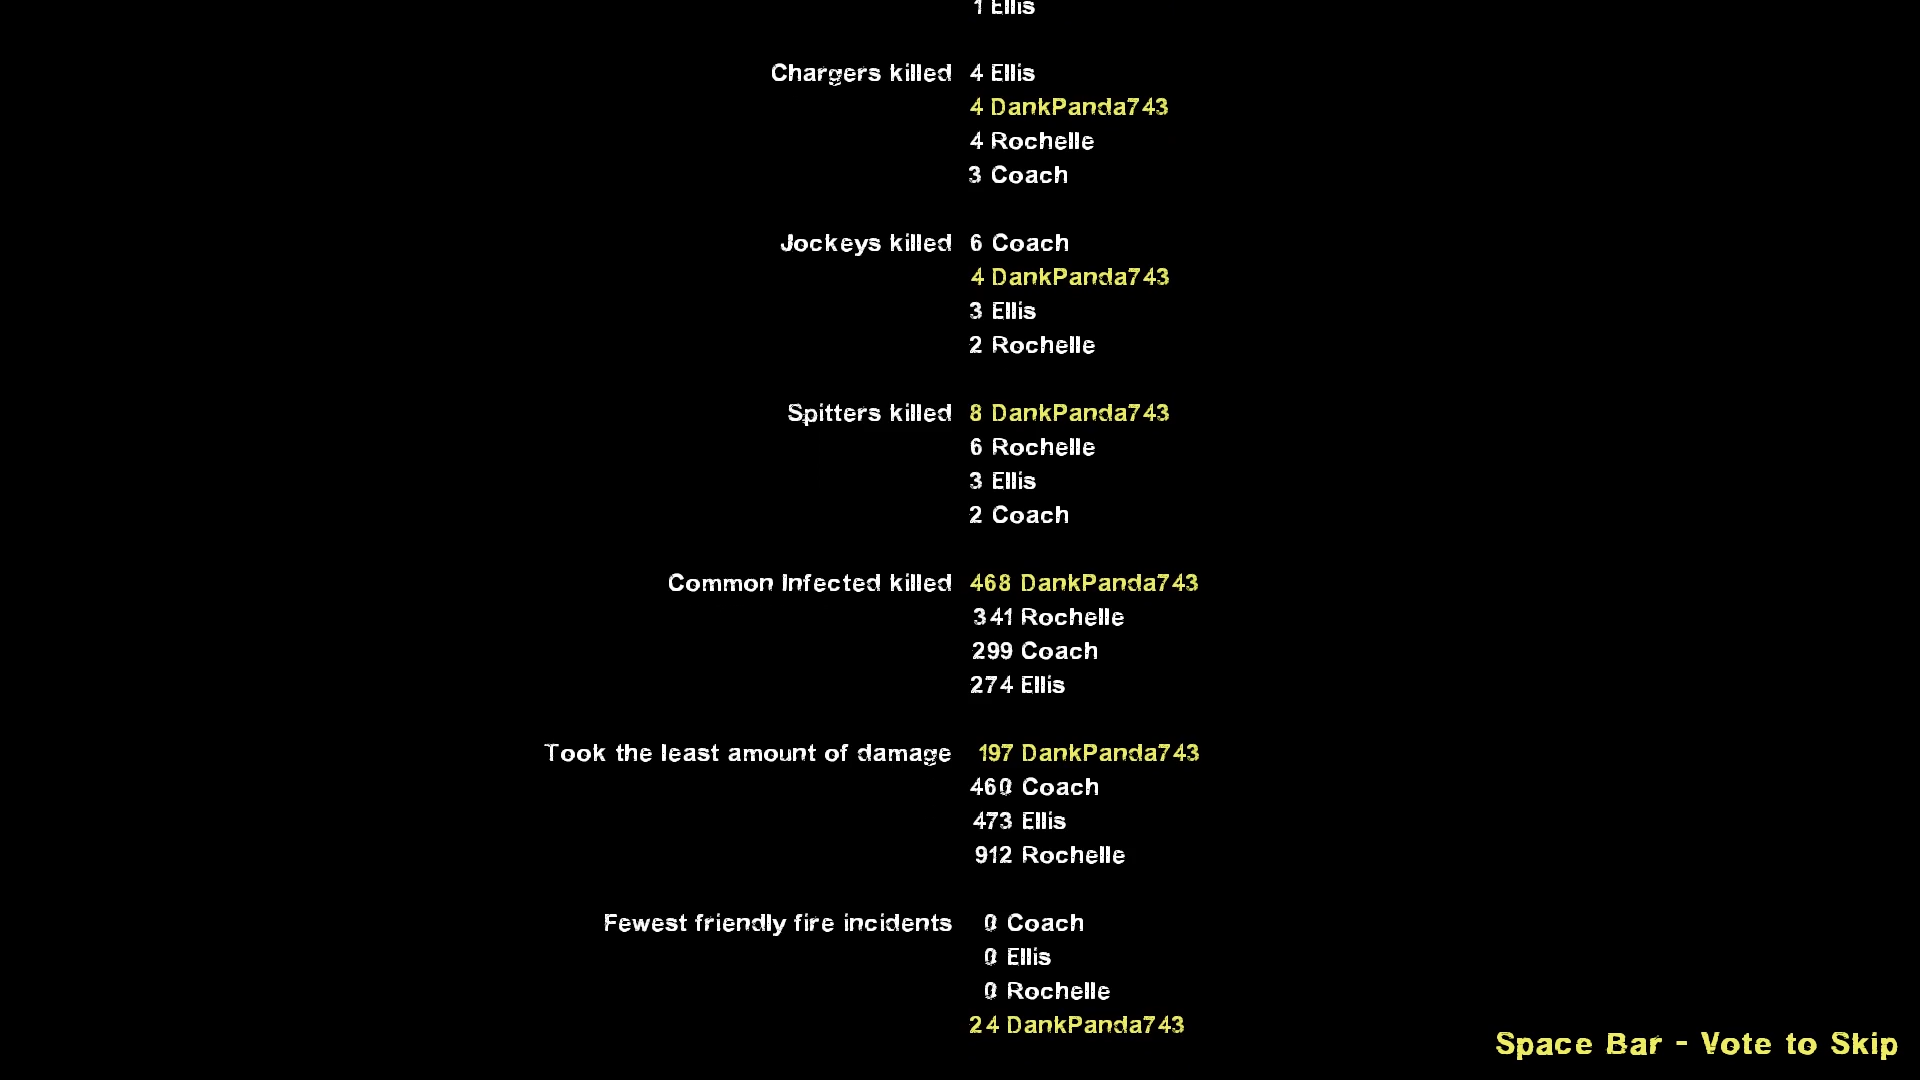 1 Ellis
Chargers killed 4 Ellis
4 DankPanda743
4 Rochelle
3 Coach
Jockeys killed 6 Coach
4 DankPanda743
3 Ellis
2 Rochelle
Spitters killed 8 DankPanda743
6 Rochelle
3 Ellis
2 Coach
Common Infected killed 468 DankPanda743
341 Rochelle
299 Coach
274 Ellis
Took the least amount of damage 197 DankPanda743
460 Coach
473 Ellis
912 Rochelle
Fewest friendly fire incidents 0 Coach
0 Ellis
0 Rochelle
24 DankPanda743
Space Bar - Vote to Skip